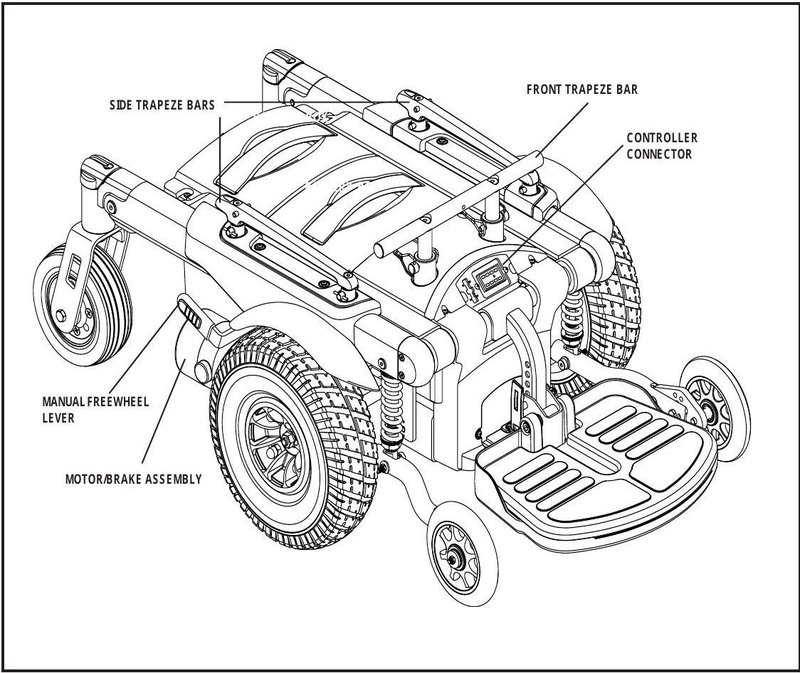 SIDE TRAPEZE BARS
FRONT TRAPEZE BAR
CONTROLLER
CONNECTOR
MANUAL FREEWHEEL
LEVER
MOTOR/BRAKE ASSEMBLY